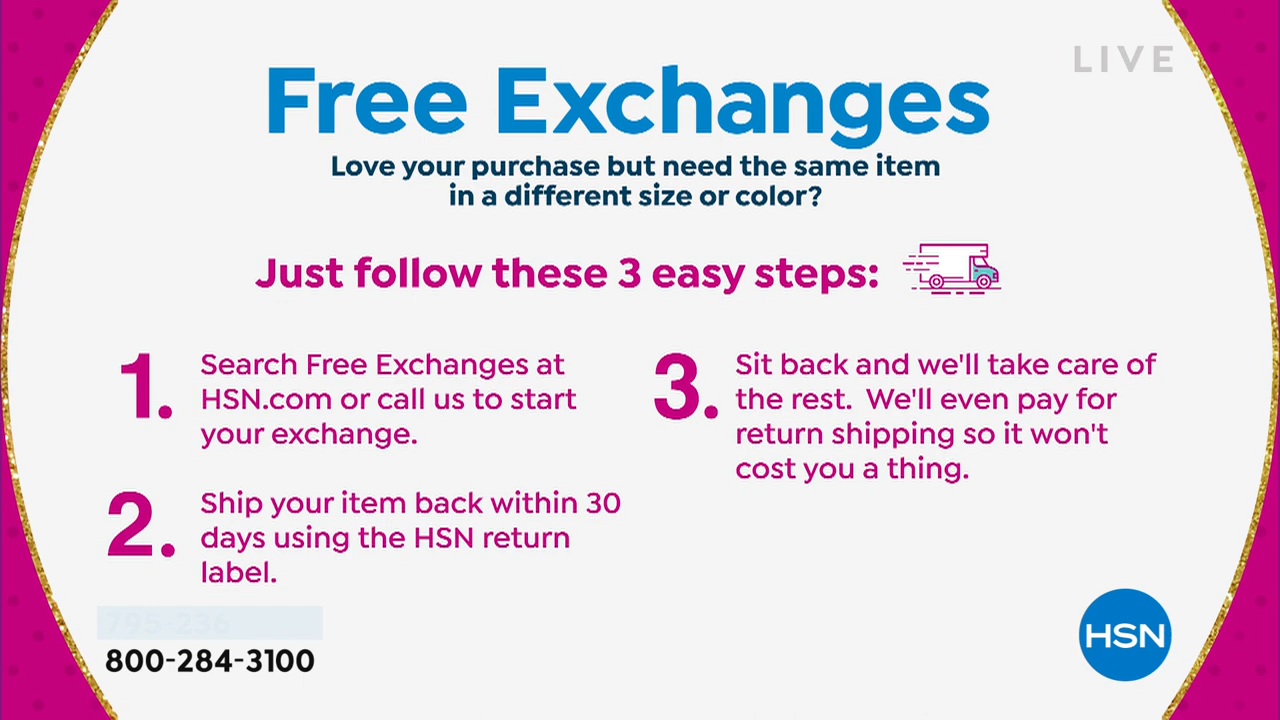 LIVE
Free Exchanges
Love your purchase but need the same item
in a different size or color?
Just follow these 3 easy steps:
1. Search Free Exchanges at
HSN.com or call us to start
your exchange.
2. Ship your item back within 30
days using the HSN return
label.
3. Sit back and we'll take care of
the rest. We'll even pay for
return shipping so it won't
cost you a thing.
795-236
800-284-3100
HSN